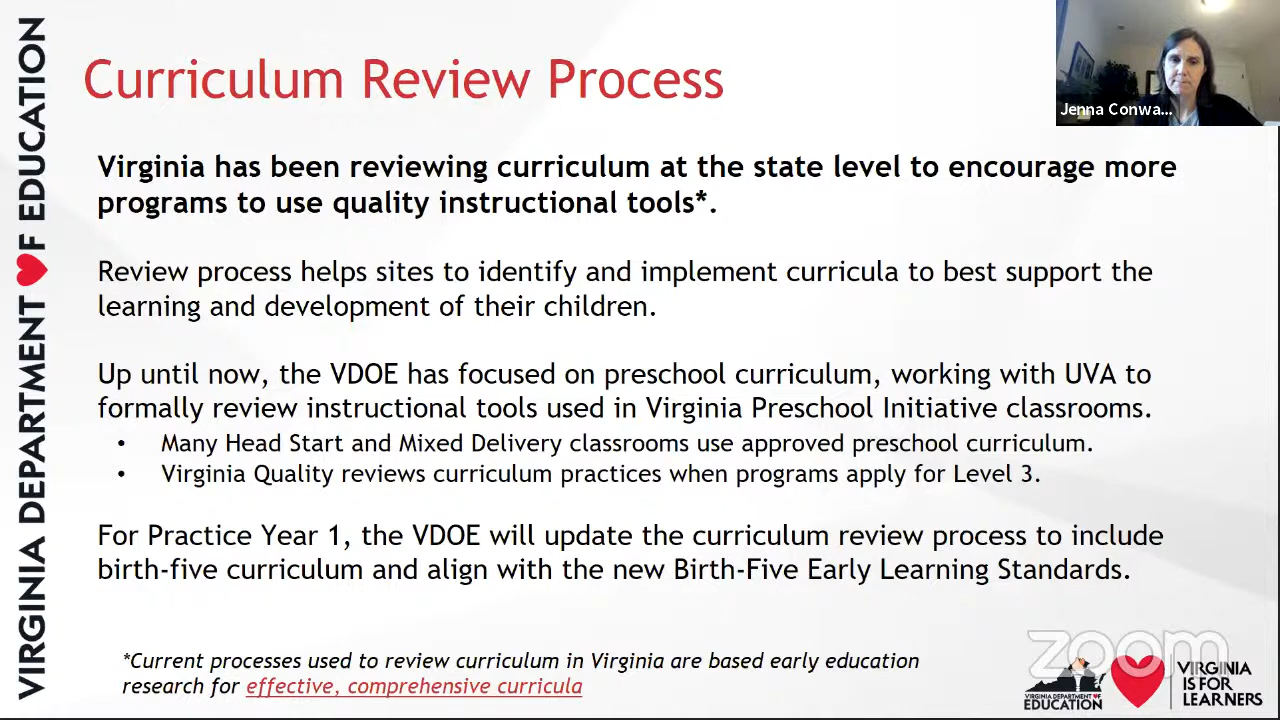 VIRGINIA DEPARTMENT OF EDUCATION
Curriculum Review Process
Jenna Conwa...
Virginia has been reviewing curriculum at the state level to encourage more
programs to use quality instructional tools*.
Review process helps sites to identify and implement curricula to best support the
learning and development of their children.
Up until now, the VDOE has focused on preschool curriculum, working with UVA to
formally review instructional tools used in Virginia Preschool Initiative classrooms.
• Many Head Start and Mixed Delivery classrooms use approved preschool curriculum.
• Virginia Quality reviews curriculum practices when programs apply for Level 3.
For Practice Year 1, the VDOE will update the curriculum review process to include
birth-five curriculum and align with the new Birth-Five Early Learning Standards.
*Current processes used to review curriculum in Virginia are based early education
research for effective, comprehensive curricula
zoom
VIRGINIA DEPARTMENT OF
EDUCATION
VIRGINIA
IS FOR
LEARNERS